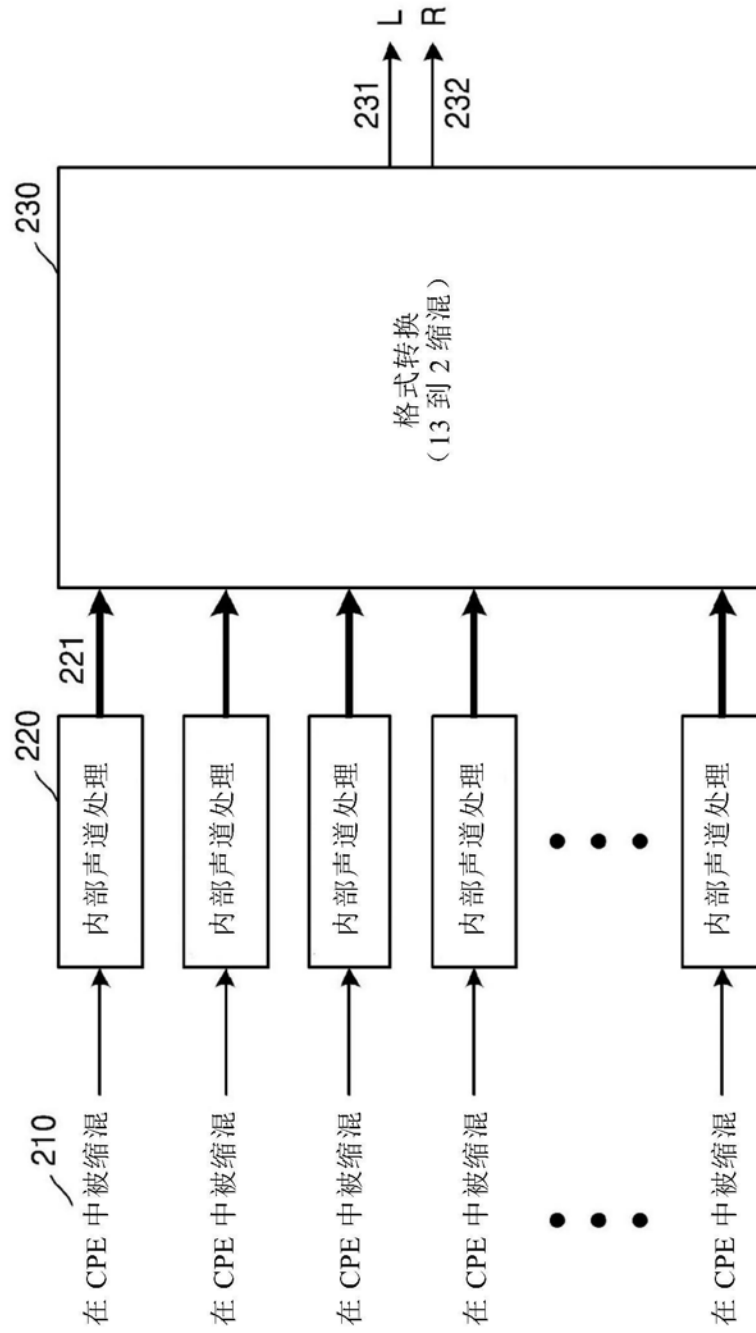 210
在 CPE 中被缩混
220
内部声道处理
221
230
在 CPE 中被缩混
内部声道处理
在 CPE 中被缩混
内部声道处理
在 CPE 中被缩混
内部声道处理
在 CPE 中被缩混
内部声道处理
格式转换
（13 到 2 缩混）
231
L
232
R